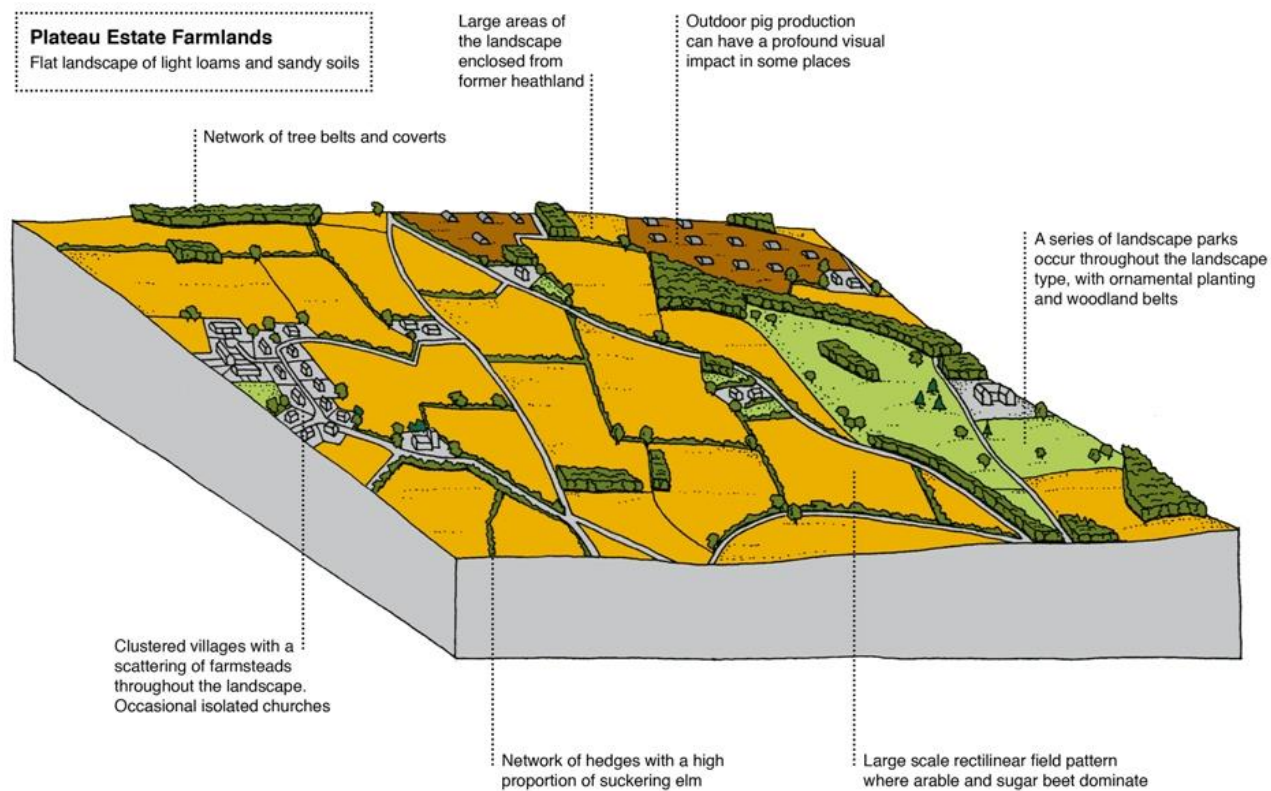 Plateau Estate Farmlands
Flat landscape of light loams and sandy soils
Large areas of
the landscape
enclosed from
former heathland
Outdoor pig production
can have a profound visual
impact in some places
Network of tree belts and coverts
A series of landscape parks
occur throughout the landscape
type, with ornamental planting
and woodland belts
Clustered villages with a
scattering of farmsteads
throughout the landscape.
Occasional isolated churches
Network of hedges with a high
proportion of suckering elm
Large scale rectilinear field pattern
where arable and sugar beet dominate